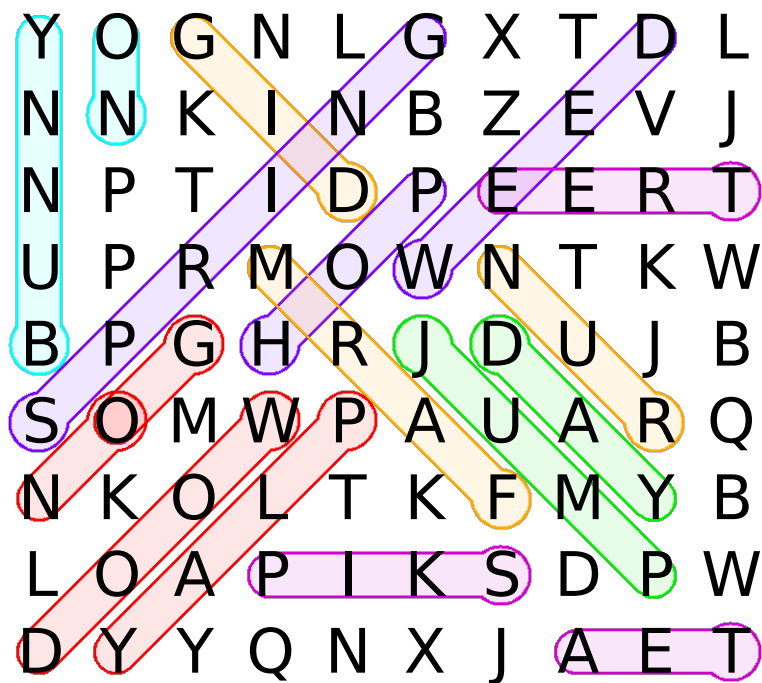 Y O G N L G X T D L
N N K I N B Z E V J
N P T I D P E E R T
U P R M O W N T K W
B P G H R J D U J B
S O M W P A U A R Q
N K O L T K F M Y B
L O A P I K S D P W
D Y Y Q N X J A E T